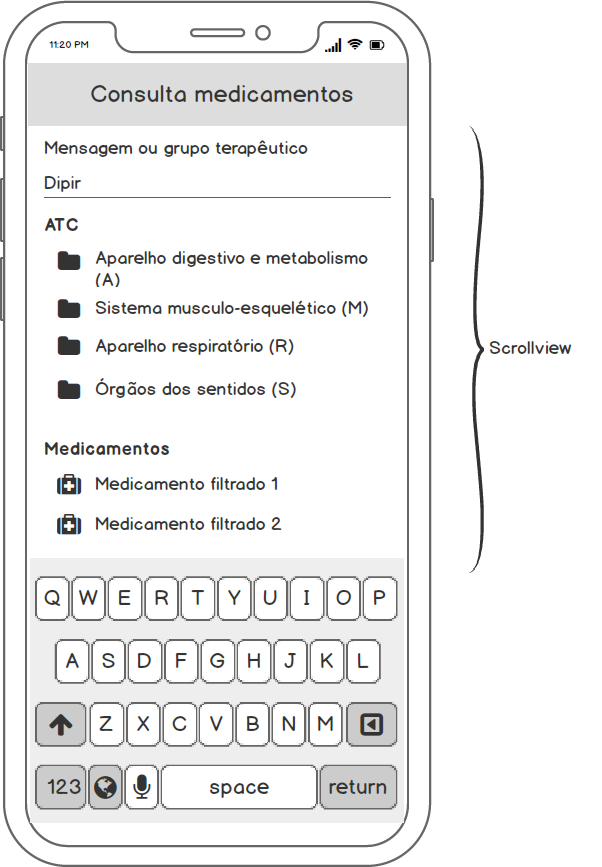 11:20 PM
Consulta medicamentos
Mensagem ou grupo terapêutico
Dipir
ATC
Aparelho digestivo e metabolismo
(A)
Sistema musculo-esquelético (M)
Aparelho respiratório (R)
Órgãos dos sentidos (S)
Scrollview
Medicamentos
Medicamento filtrado 1
Medicamento filtrado 2
Q W E R T Y U I O P
A S D F G H J K L
Z X C V B N M
123 space return